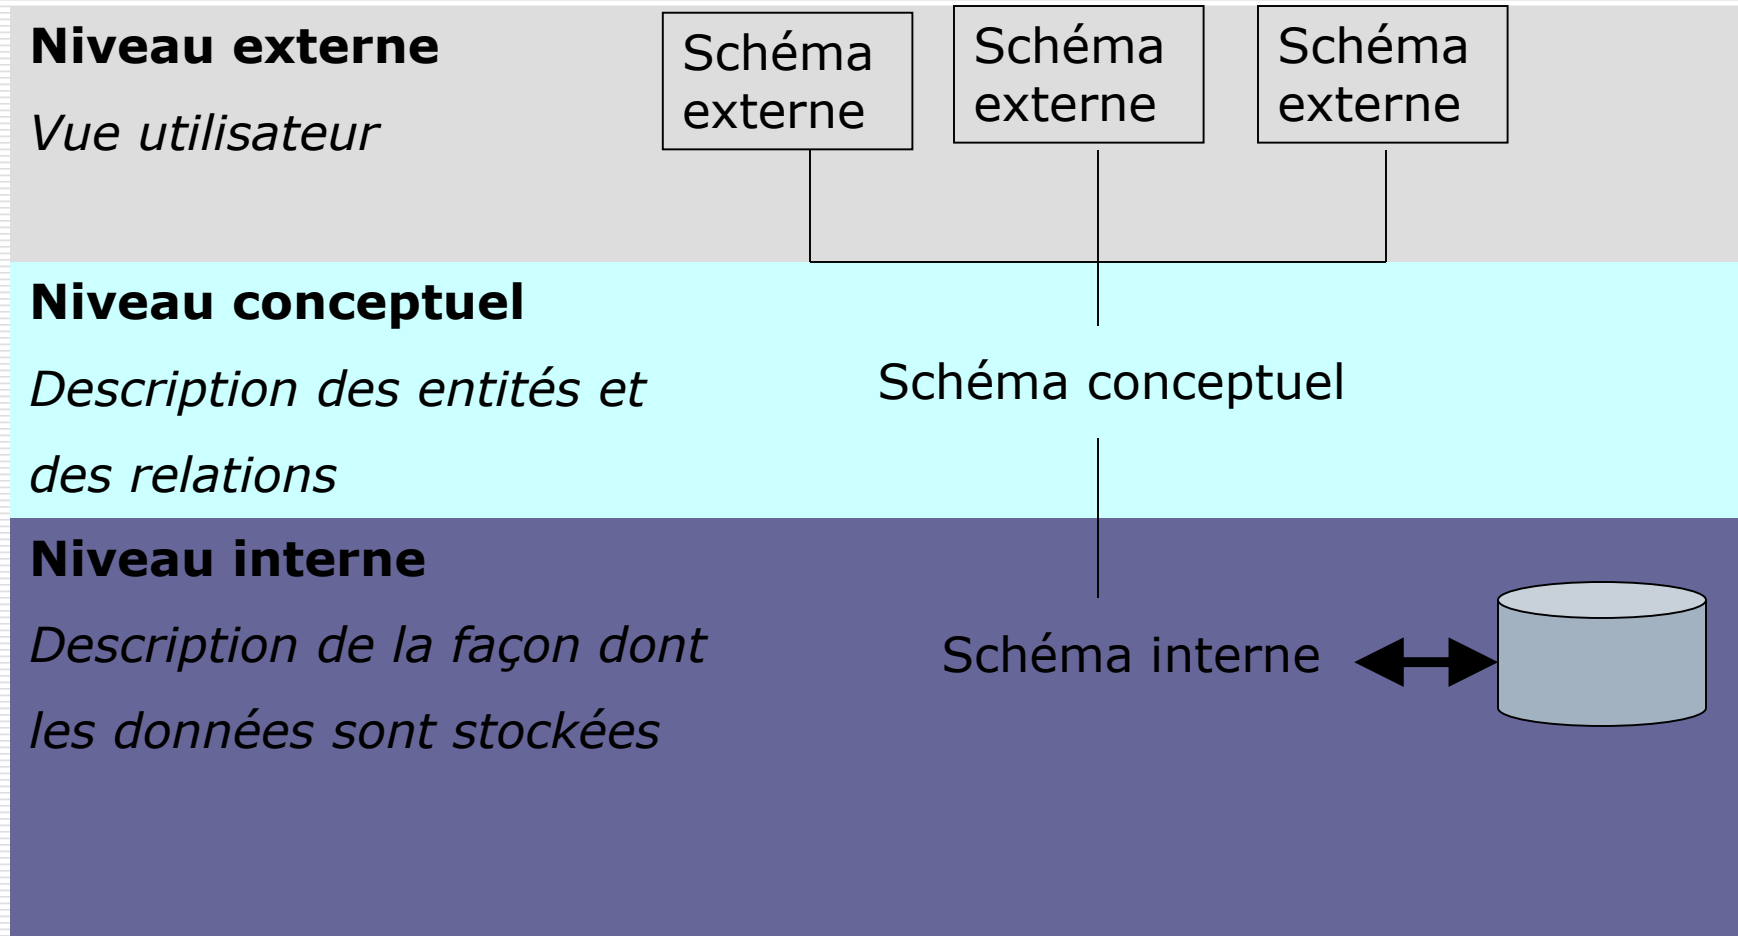 Niveau externe
Vue utilisateur
Schéma
externe
Schéma
externe
Schéma
externe
Niveau conceptuel
Description des entités et
des relations
Schéma conceptuel
Niveau interne
Description de la façon dont
les données sont stockées
Schéma interne